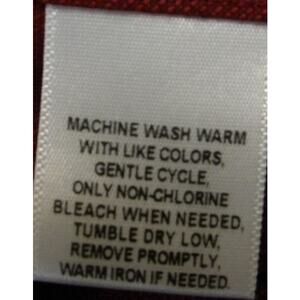 MACHINE WASH WARM
WITH LIKE COLORS,
GENTLE CYCLE,
ONLY NON-CHLORINE
BLEACH WHEN NEEDED,
TUMBLE DRY LOW,
REMOVE PROMPTLY,
WARM IRON IF NEEDED.